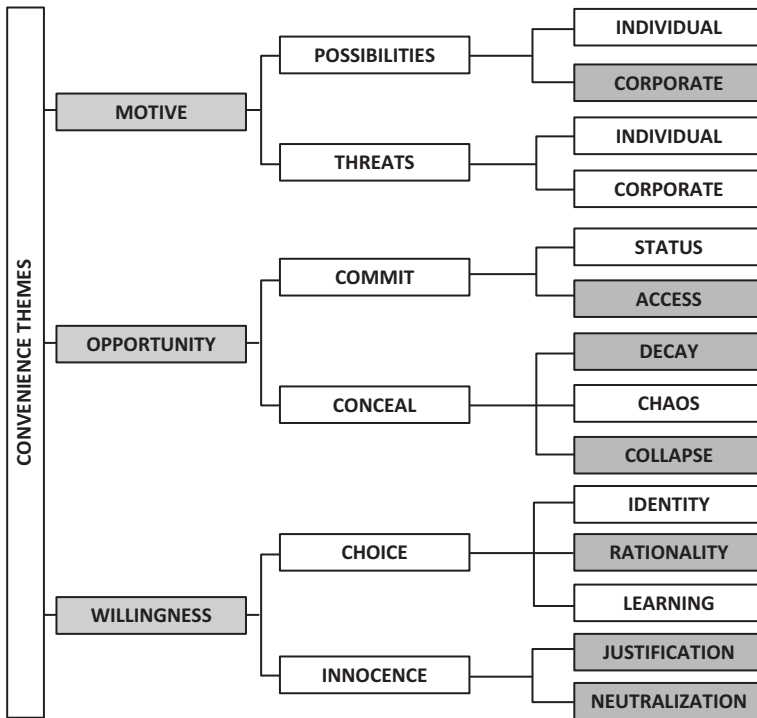 CONVENIENCE THEMES
MOTIVE
POSSIBILITIES
INDIVIDUAL
CORPORATE
THREATS
INDIVIDUAL
CORPORATE
OPPORTUNITY
COMMIT
STATUS
ACCESS
CONCEAL
DECAY
CHAOS
COLLAPSE
WILLINGNESS
CHOICE
IDENTITY
RATIONALITY
LEARNING
INNOCENCE
JUSTIFICATION
NEUTRALIZATION